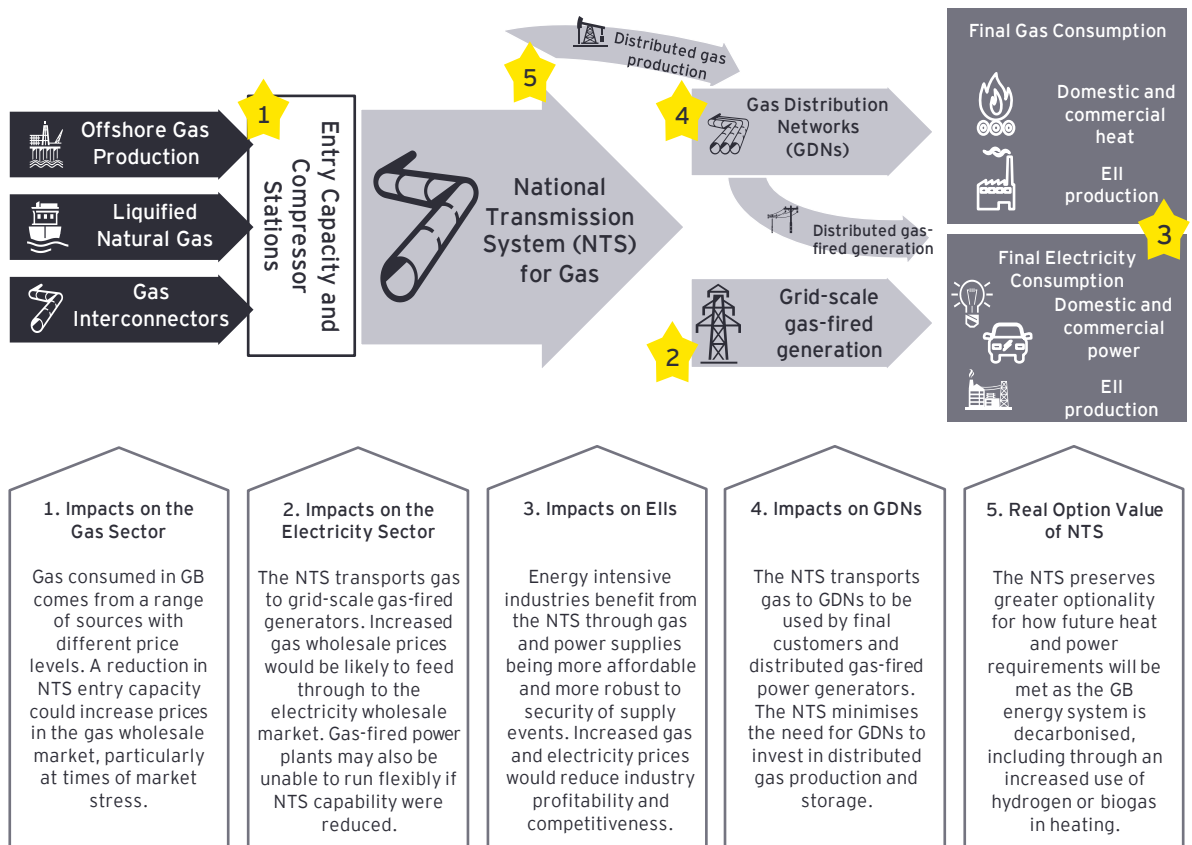 Offshore Gas
Production
Liquified
Natural Gas
Gas
Interconnectors
1
Entry Capacity and
Compressor
Stations
National
Transmission
System (NTS)
for Gas
5
Distributed gas
production
4
Gas Distribution
Networks
(GDNs)
Distributed gas-
fired generation
2
Grid-scale
gas-fired
generation
Final Gas Consumption
Domestic and
commercial
heat
EII
production
3
Final Electricity
Consumption
Domestic and
commercial
power
EII
production
1. Impacts on the
Gas Sector
Gas consumed in GB
comes from a range
of sources with
different price
levels. A reduction in
NTS entry capacity
could increase prices
in the gas wholesale
market, particularly
at times of market
stress.
2. Impacts on the
Electricity Sector
The NTS transports gas
to grid-scale gas-fired
generators. Increased
gas wholesale prices
would be likely to feed
through to the
electricity wholesale
market. Gas-fired power
plants may also be
unable to run flexibly if
NTS capability were
reduced.
3. Impacts on EIIs
Energy intensive
industries benefit from
the NTS through gas
and power supplies
being more affordable
and more robust to
security of supply
events. Increased gas
and electricity prices
would reduce industry
profitability and
competitiveness.
4. Impacts on GDNs
The NTS transports
gas to GDNs to be
used by final
customers and
distributed gas-fired
power generators.
The NTS minimises
the need for GDNs to
invest in distributed
gas production and
storage.
5. Real Option Value
of NTS
The NTS preserves
greater optionality
for how future heat
and power
requirements will be
met as the GB
energy system is
decarbonised,
including through an
increased use of
hydrogen or biogas
in heating.